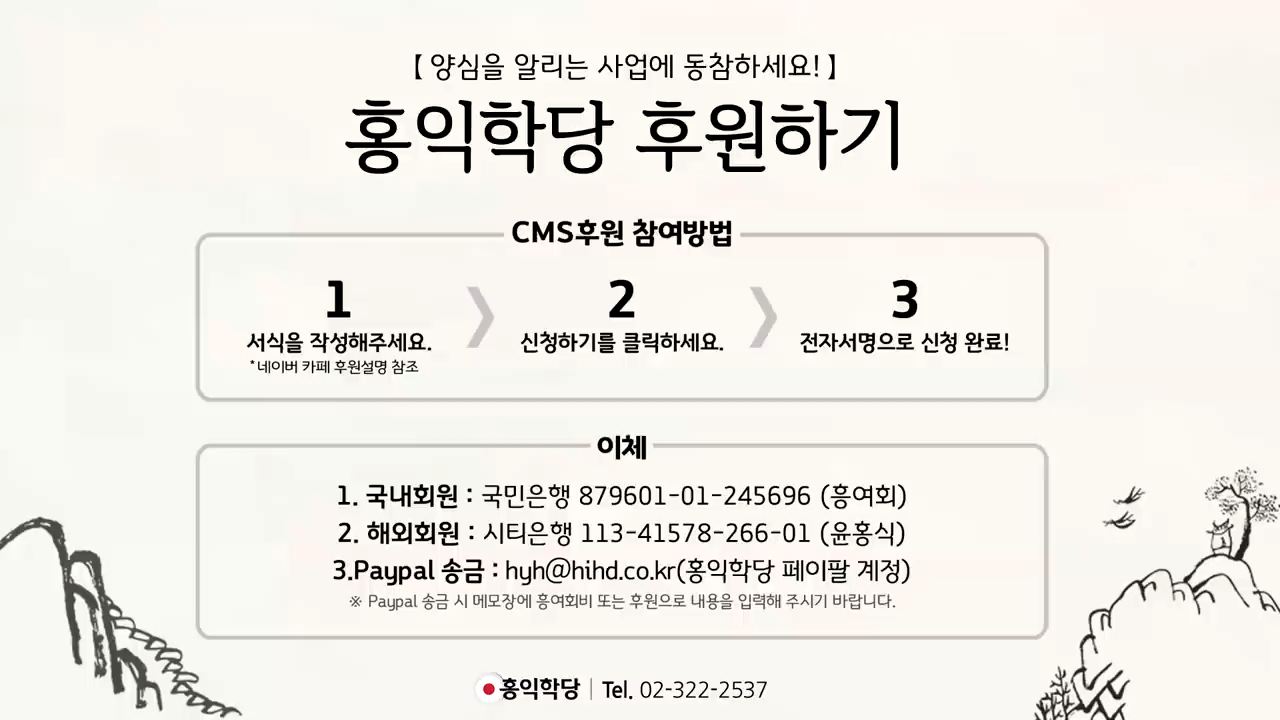 【 양심을 알리는 사업에 동참하세요! 】
홍익학당 후원하기
CMS후원 참여방법
1
서식을 작성해주세요.
*네이버 카페 후원설명 참조
2
신청하기를 클릭하세요.
3
전자서명으로 신청 완료!
이체
1. 국내회원 : 국민은행 879601-01-245696 (흥여회)
2. 해외회원 : 시티은행 113-41578-266-01 (윤홍식)
3.Paypal 송금 : hyh@hihd.co.kr(홍익학당 페이팔 계정)
※ Paypal 송금 시 메모장에 흥여회비 또는 후원으로 내용을 입력해 주시기 바랍니다.
홍익학당 | Tel. 02-322-2537